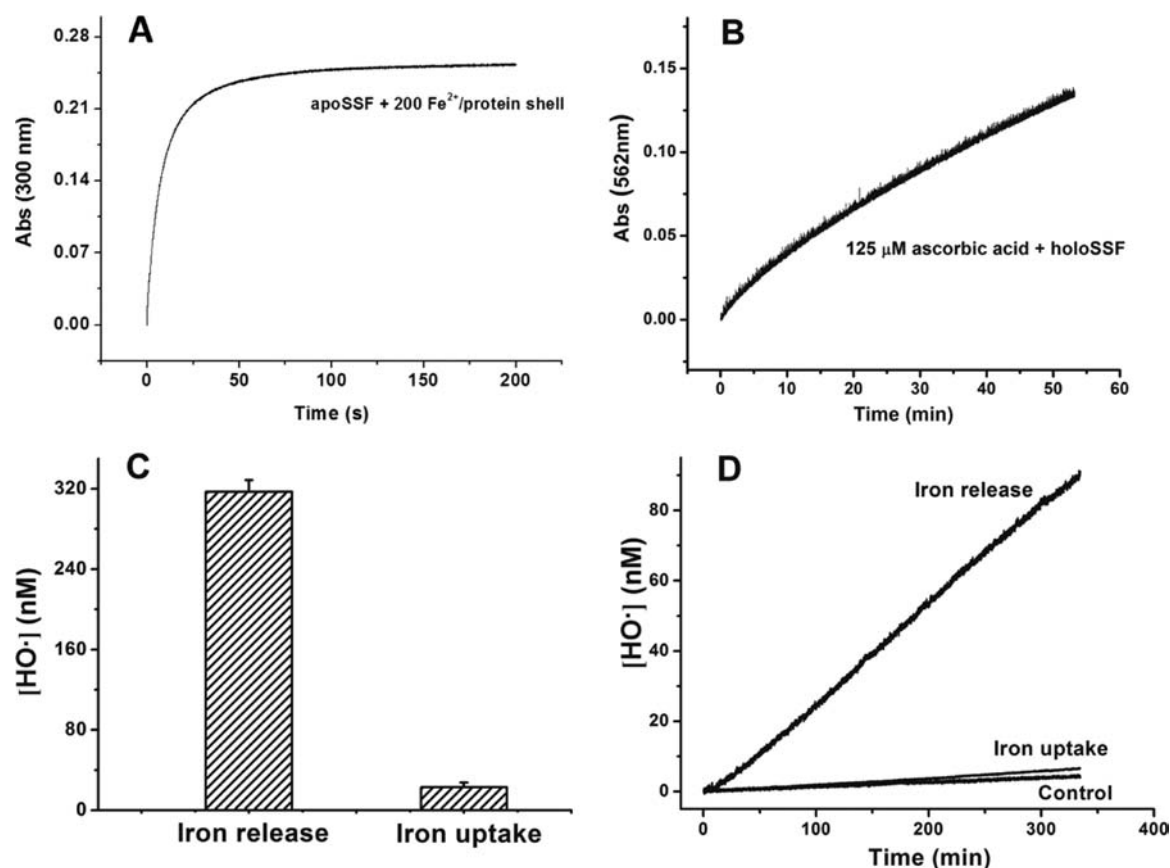 A
0.28
0.21
0.14
0.07
0.00
Abs (300 nm)
apoSSF + 200 Fe²⁺/protein shell
0
50
100
150
200
Time (s)
B
0.15
0.10
0.05
0.00
Abs (562nm)
125 μM ascorbic acid + holoSSF
0
10
20
30
40
50
60
Time (min)
C
320
240
160
80
0
[HO·] (nM)
Iron release
Iron uptake
D
80
60
40
20
0
[HO·] (nM)
Iron release
Iron uptake
Control
0
100
200
300
400
Time (min)